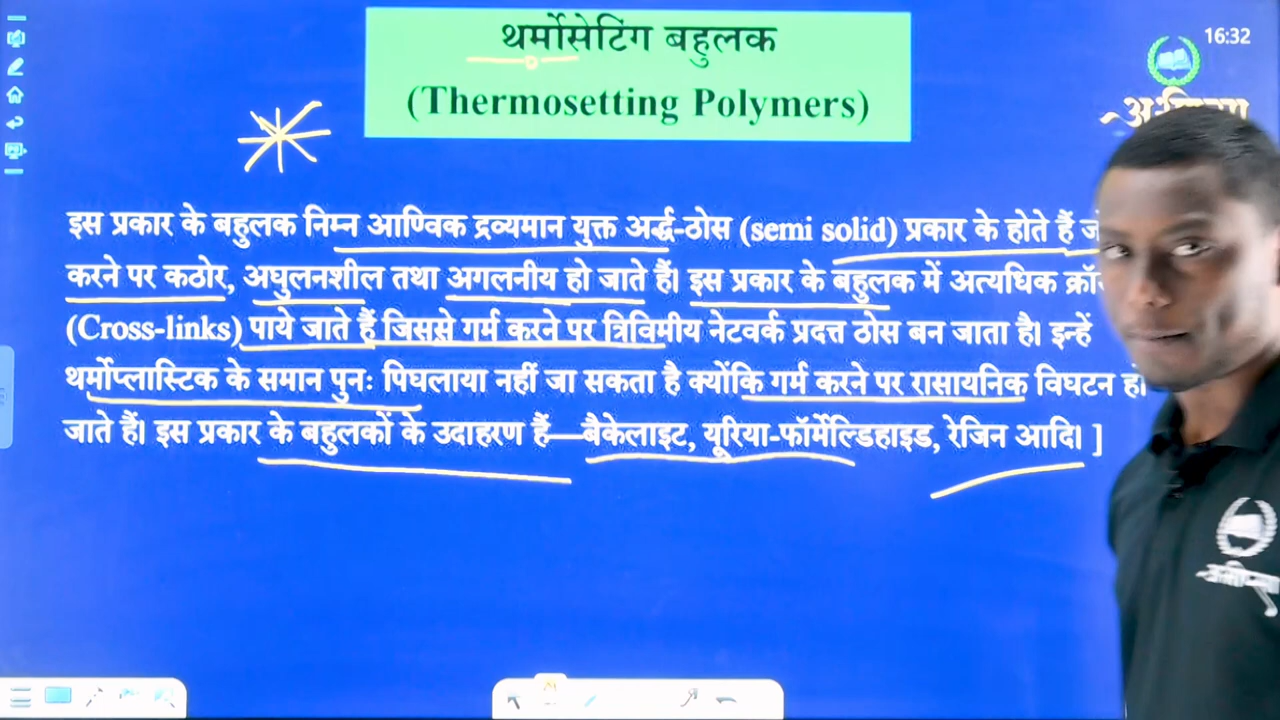 थर्मोसेटिंग बहुलक
(Thermosetting Polymers)
16:32
इस प्रकार के बहुलक निम्न आण्विक द्रव्यमान युक्त अर्द्ध-ठोस (semi solid) प्रकार के होते हैं
करने पर कठोर, अघुलनशील तथा अगलनीय हो जाते हैं। इस प्रकार के बहुलक में अत्यधिक
(Cross-links) पाये जाते हैं जिससे गर्म करने पर त्रिविमीय नेटवर्क प्रदत्त ठोस बन जाता है। इन्हें
थर्मोप्लास्टिक के समान पुनः पिघलाया नहीं जा सकता है क्योंकि गर्म करने पर रासायनिक विघटन हो
जाते हैं। इस प्रकार के बहुलकों के उदाहरण हैं—बैकेलाइट, यूरिया-फॉर्मेल्डिहाइड, रेजिन आदि। ]